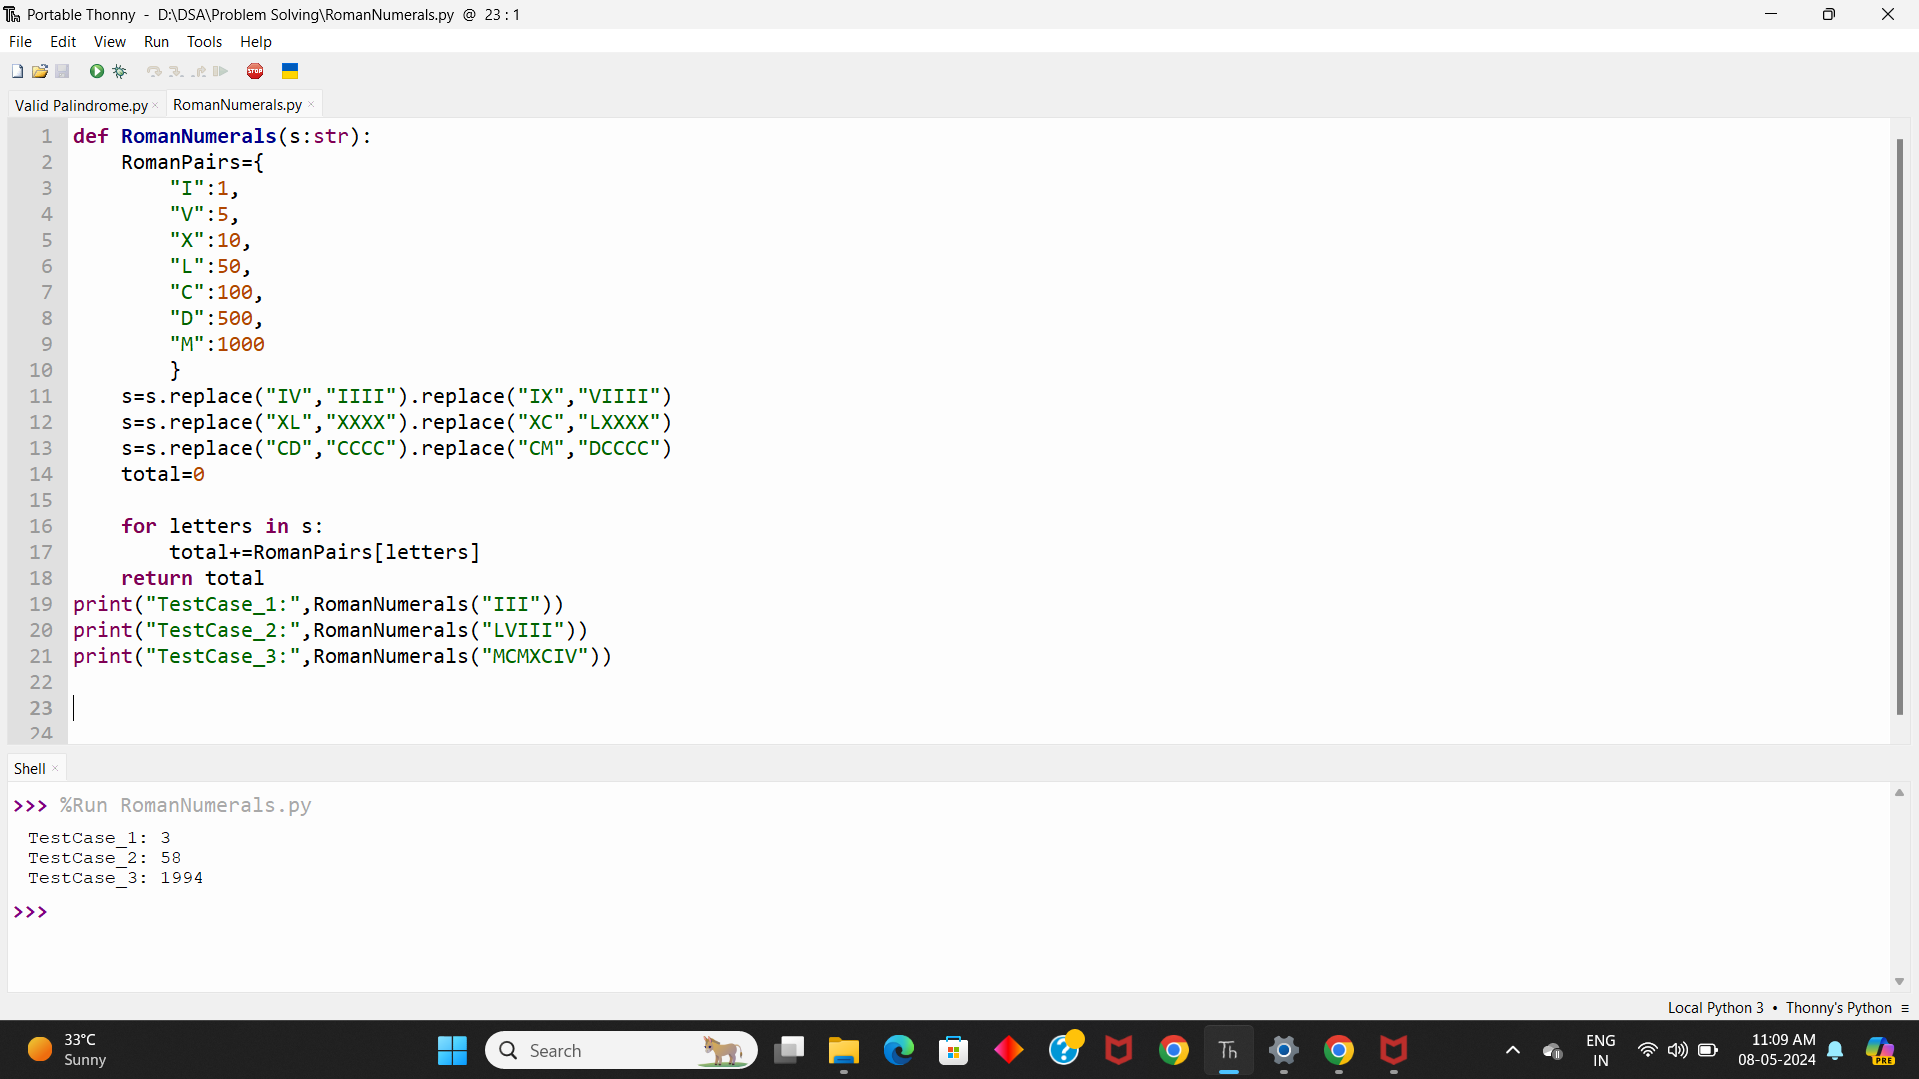 Portable Thonny - D:\DSA\Problem Solving\RomanNumerals.py @ 23 : 1
File Edit View Run Tools Help
STOP
Valid Palindrome.py × RomanNumerals.py ×
1 def RomanNumerals(s:str):
2     RomanPairs={
3         "I":1,
4         "V":5,
5         "X":10,
6         "L":50,
7         "C":100,
8         "D":500,
9         "M":1000
10         }
11     s=s.replace("IV","IIII").replace("IX","VIIII")
12     s=s.replace("XL","XXXX").replace("XC","LXXXX")
13     s=s.replace("CD","CCCC").replace("CM","DCCCC")
14     total=0
15
16     for letters in s:
17         total+=RomanPairs[letters]
18     return total
19 print("TestCase_1:",RomanNumerals("III"))
20 print("TestCase_2:",RomanNumerals("LVIII"))
21 print("TestCase_3:",RomanNumerals("MCMXCIV"))
22
23
24
Shell ×
>>> %Run RomanNumerals.py
TestCase_1: 3
TestCase_2: 58
TestCase_3: 1994
>>>
Local Python 3 • Thonny's Python ≡
33°C
Sunny
Search
Th
ENG
IN
11:09 AM
08-05-2024
PRE